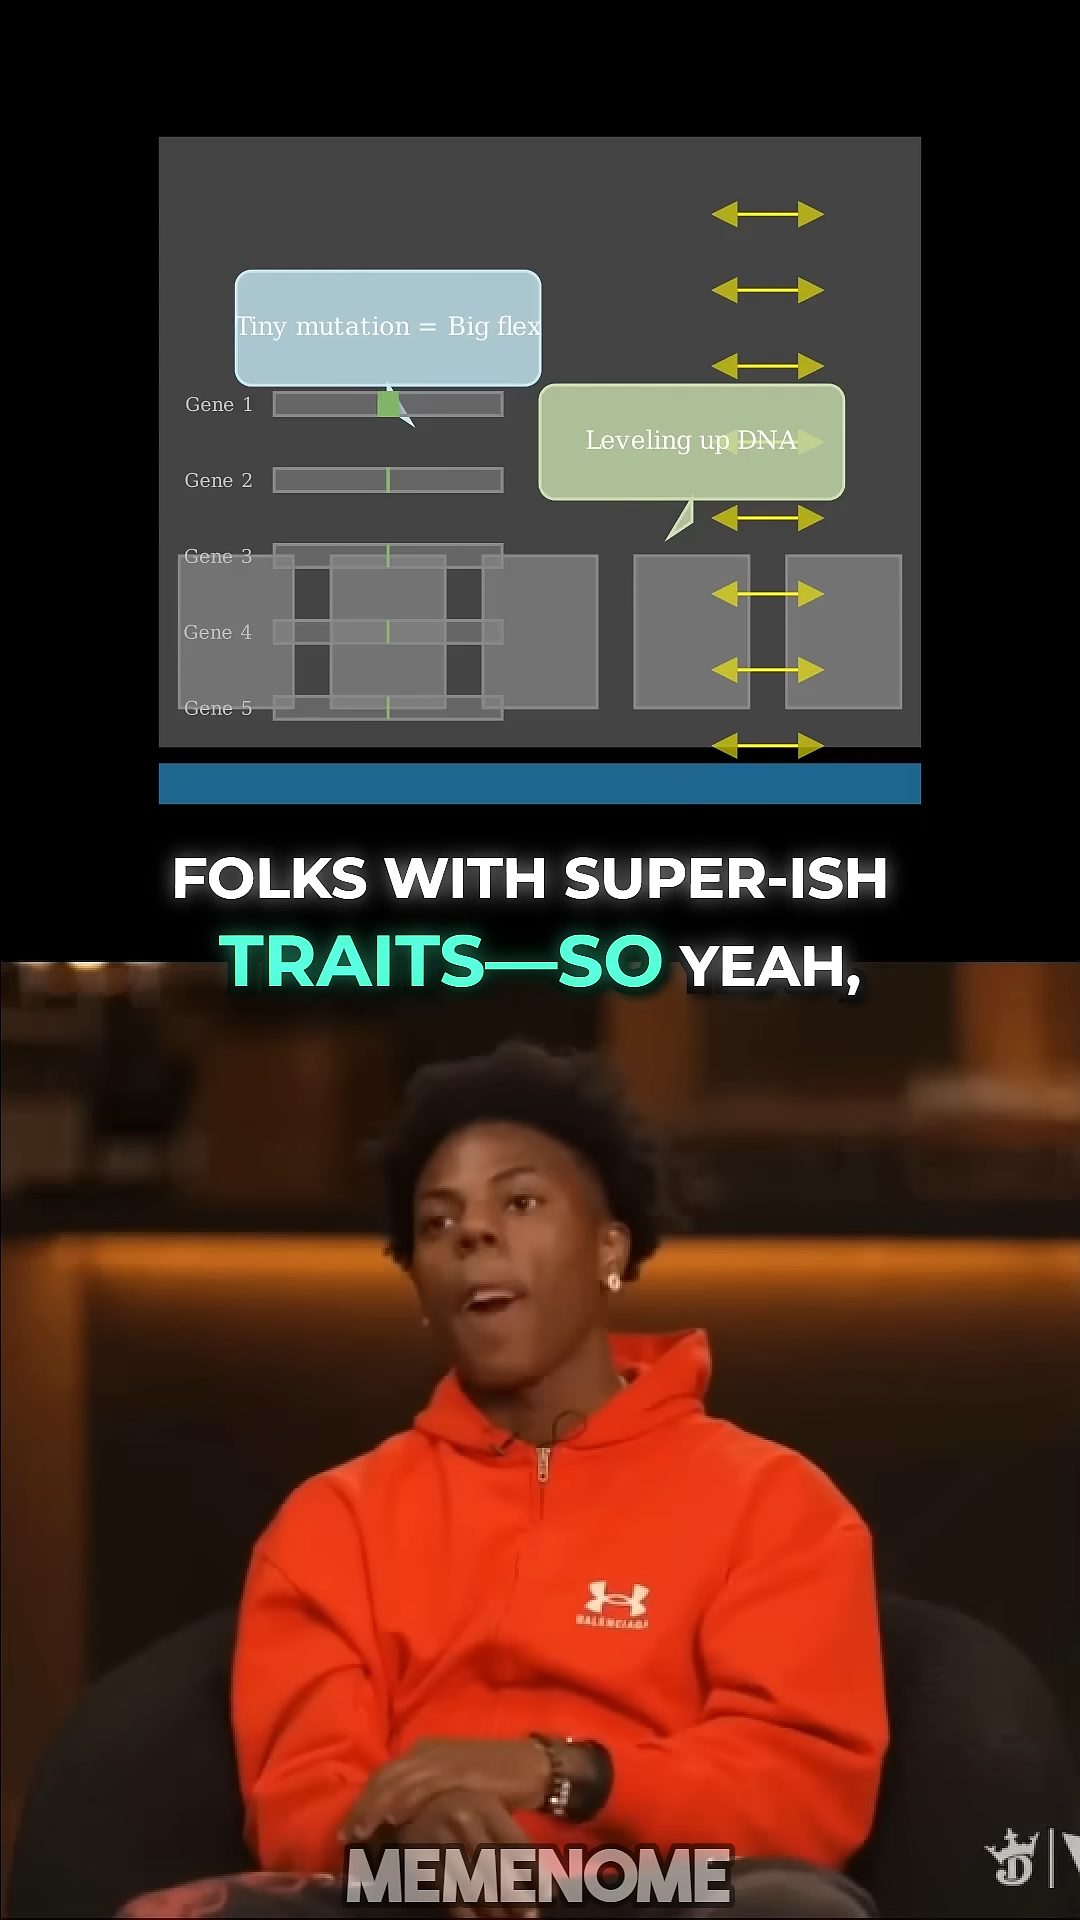 Tiny mutation = Big flex
Gene 1
Leveling up DNA
Gene 2
Gene 3
Gene 4
Gene 5
FOLKS WITH SUPER-ISH
TRAITS—SO YEAH,
BALENCIAGA
MEMENOME